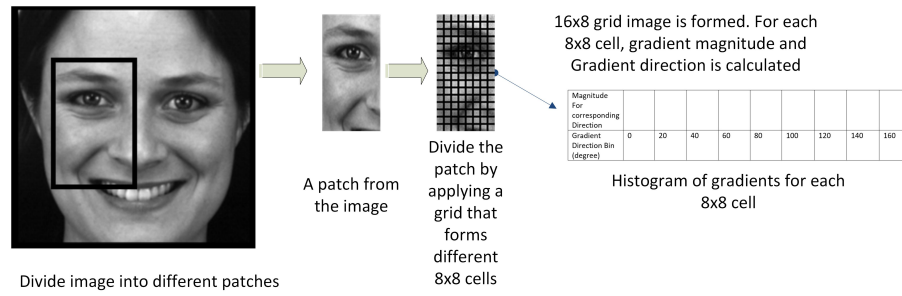 16x8 grid image is formed. For each
8x8 cell, gradient magnitude and
Gradient direction is calculated
Magnitude
For
corresponding
Direction
Gradient
Direction Bin
(degree)
0 20 40 60 80 100 120 140 160
Histogram of gradients for each
8x8 cell
Divide the
patch by
applying a
grid that
forms
different
8x8 cells
A patch from
the image
Divide image into different patches